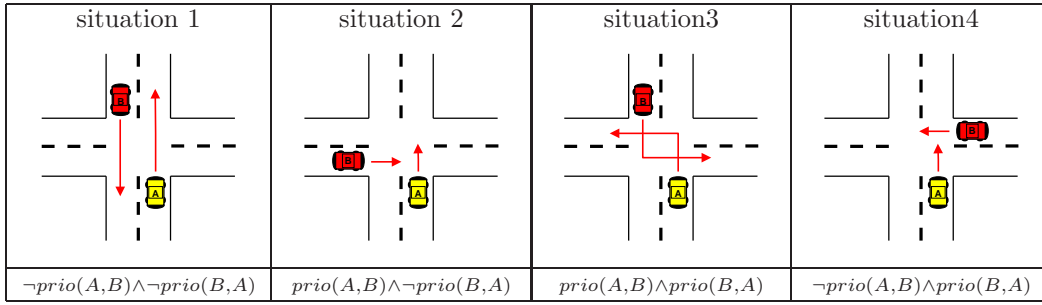 situation 1 situation 2 situation3 situation4
B B B B
A A A A
¬prio(A,B)∧¬prio(B,A) prio(A,B)∧¬prio(B,A) prio(A,B)∧prio(B,A) ¬prio(A,B)∧prio(B,A)